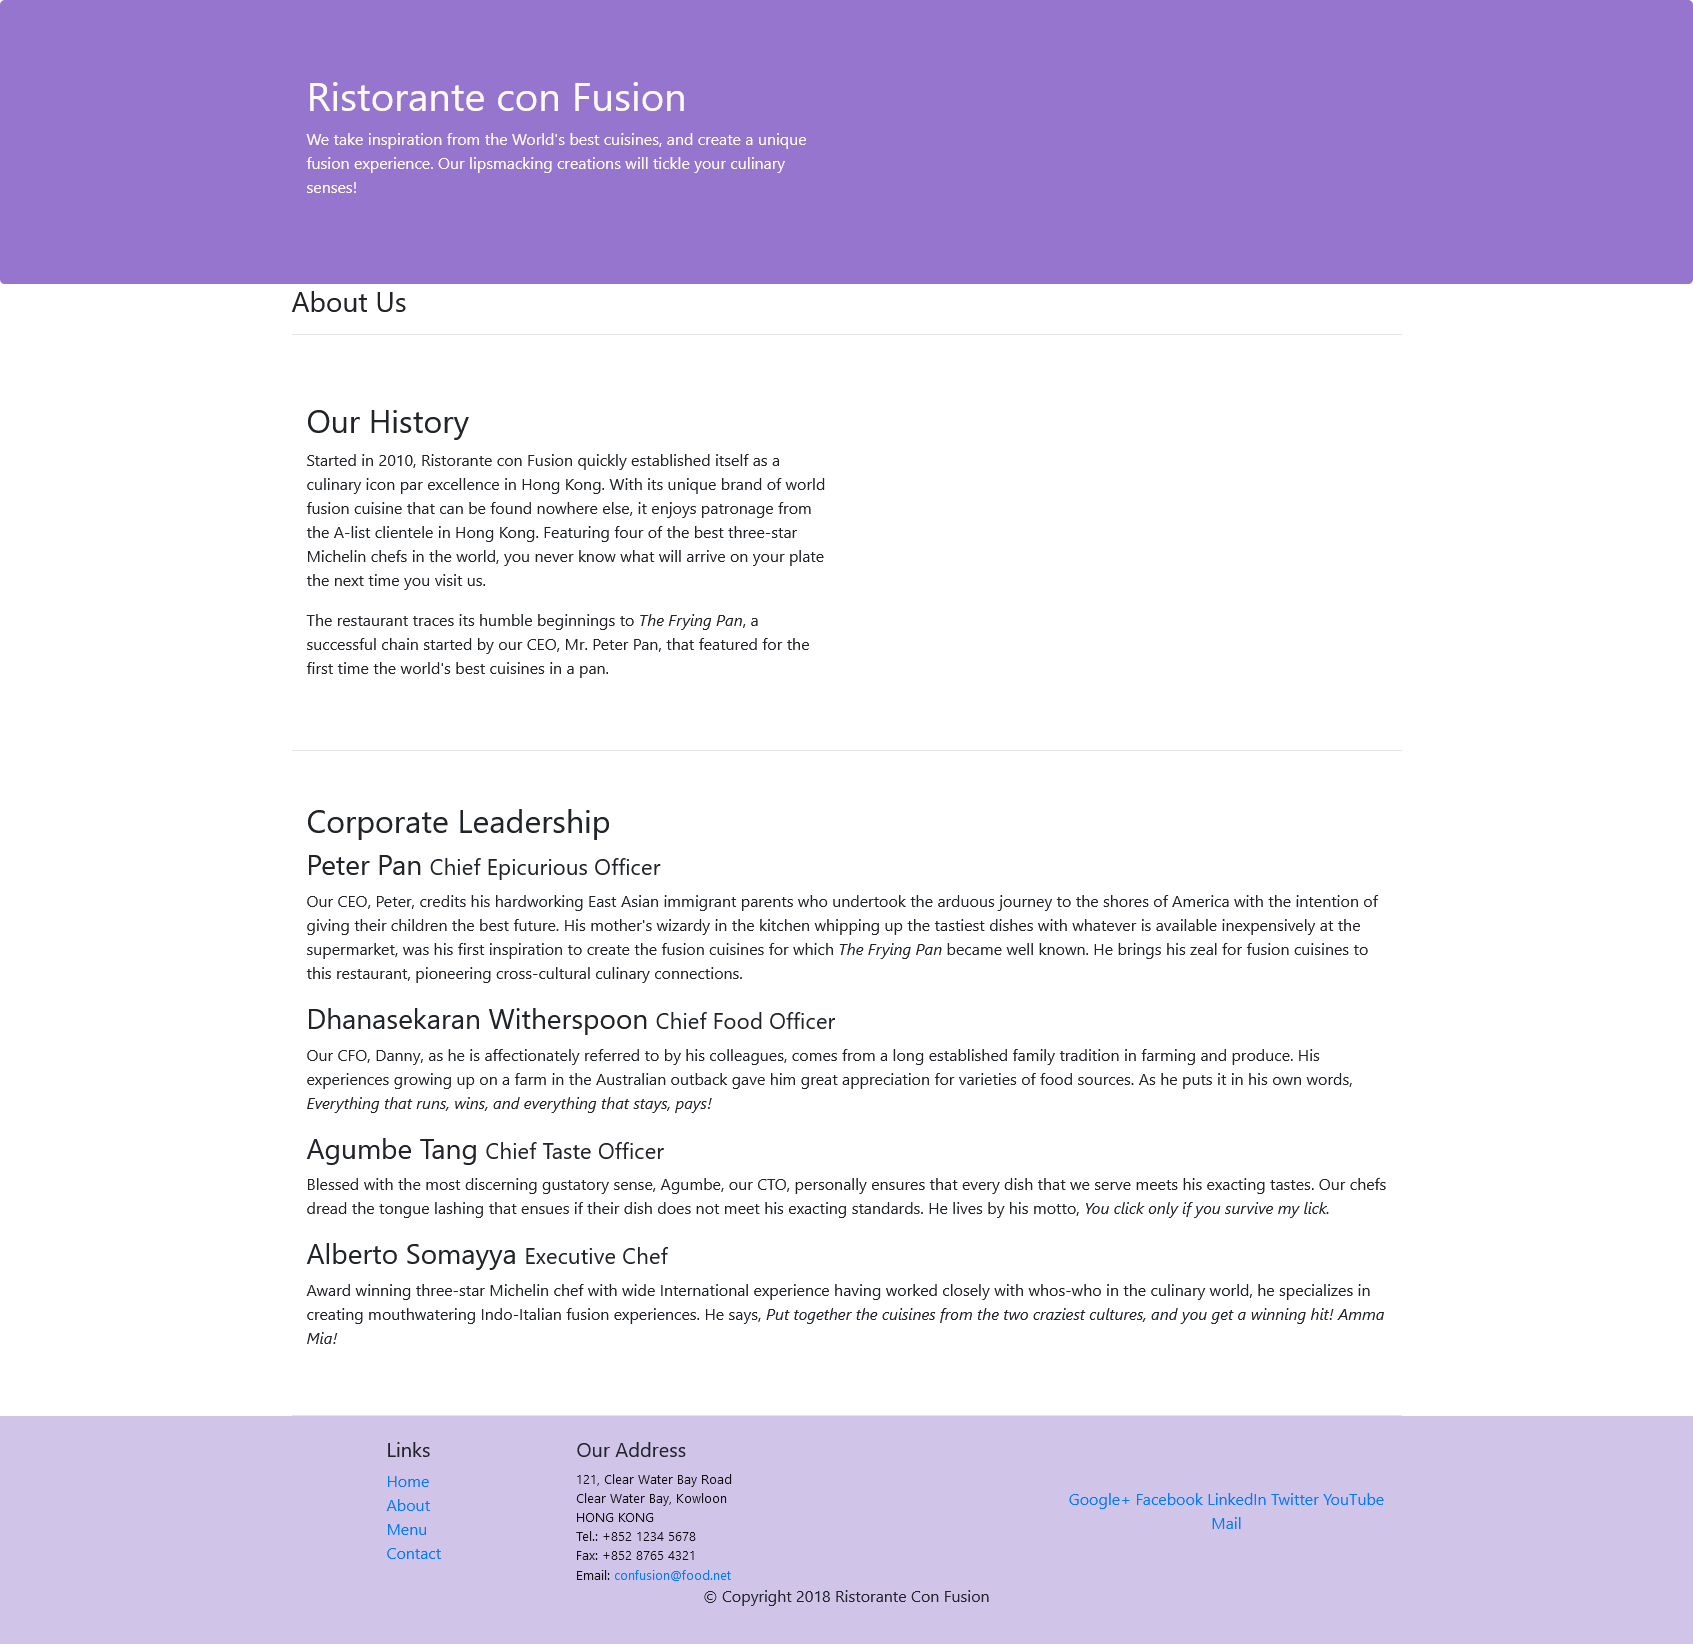 Ristorante con Fusion
We take inspiration from the World's best cuisines, and create a unique
fusion experience. Our lipsmacking creations will tickle your culinary
senses!
About Us
Our History
Started in 2010, Ristorante con Fusion quickly established itself as a
culinary icon par excellence in Hong Kong. With its unique brand of world
fusion cuisine that can be found nowhere else, it enjoys patronage from
the A-list clientele in Hong Kong. Featuring four of the best three-star
Michelin chefs in the world, you never know what will arrive on your plate
the next time you visit us.
The restaurant traces its humble beginnings to The Frying Pan, a
successful chain started by our CEO, Mr. Peter Pan, that featured for the
first time the world's best cuisines in a pan.
Corporate Leadership
Peter Pan Chief Epicurious Officer
Our CEO, Peter, credits his hardworking East Asian immigrant parents who undertook the arduous journey to the shores of America with the intention of
giving their children the best future. His mother's wizardy in the kitchen whipping up the tastiest dishes with whatever is available inexpensively at the
supermarket, was his first inspiration to create the fusion cuisines for which The Frying Pan became well known. He brings his zeal for fusion cuisines to
this restaurant, pioneering cross-cultural culinary connections.
Dhanasekaran Witherspoon Chief Food Officer
Our CFO, Danny, as he is affectionately referred to by his colleagues, comes from a long established family tradition in farming and produce. His
experiences growing up on a farm in the Australian outback gave him great appreciation for varieties of food sources. As he puts it in his own words,
Everything that runs, wins, and everything that stays, pays!
Agumbe Tang Chief Taste Officer
Blessed with the most discerning gustatory sense, Agumbe, our CTO, personally ensures that every dish that we serve meets his exacting tastes. Our chefs
dread the tongue lashing that ensues if their dish does not meet his exacting standards. He lives by his motto, You click only if you survive my lick.
Alberto Somayya Executive Chef
Award winning three-star Michelin chef with wide International experience having worked closely with whos-who in the culinary world, he specializes in
creating mouthwatering Indo-Italian fusion experiences. He says, Put together the cuisines from the two craziest cultures, and you get a winning hit! Amma
Mia!
Links
Home
About
Menu
Contact
Our Address
121, Clear Water Bay Road
Clear Water Bay, Kowloon
HONG KONG
Tel.: +852 1234 5678
Fax: +852 8765 4321
Email: confusion@food.net
Google+ Facebook LinkedIn Twitter YouTube
Mail
© Copyright 2018 Ristorante Con Fusion